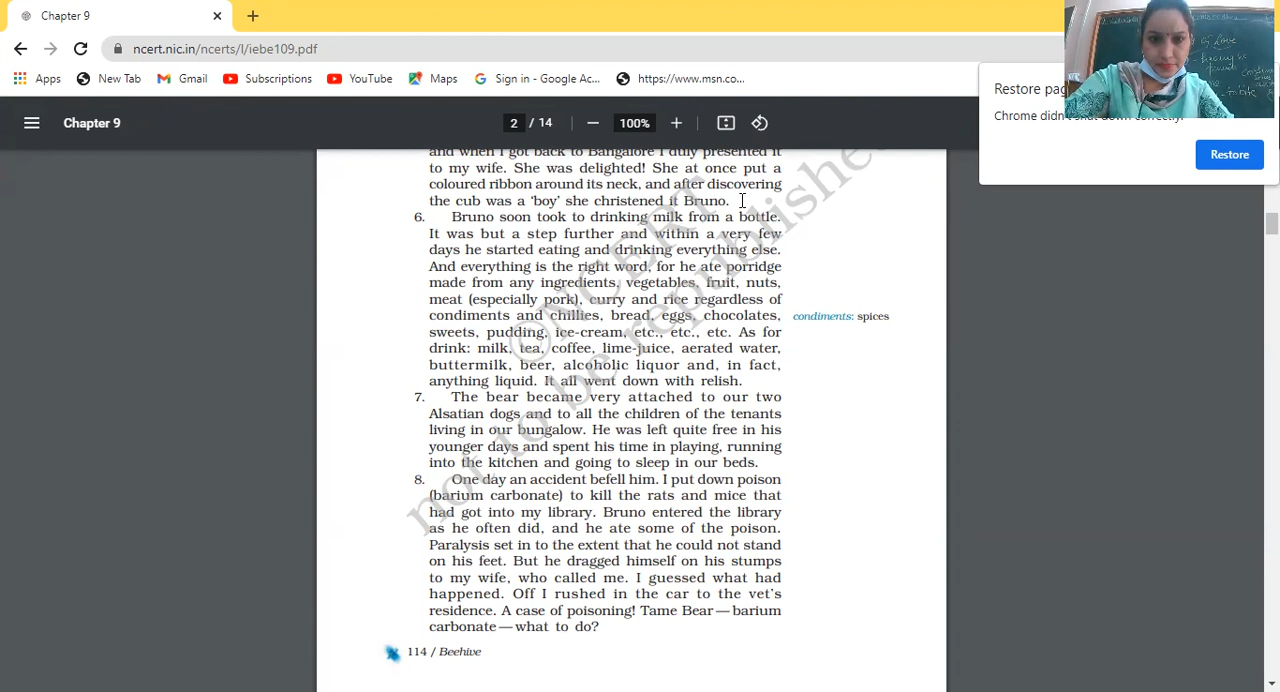 Chapter 9
ncert.nic.in/ncerts/l/iebe109.pdf
Apps
New Tab
Gmail
Subscriptions
YouTube
Maps
Sign in - Google Ac...
https://www.msn.co...
Restore pag
Chrome didn't shut down correctly.
Restore
Chapter 9
2 / 14
100%
and when I got back to Bangalore I duly presented it
to my wife. She was delighted! She at once put a
coloured ribbon around its neck, and after discovering
the cub was a ‘boy’ she christened it Bruno.
6. Bruno soon took to drinking milk from a bottle.
It was but a step further and within a very few
days he started eating and drinking everything else.
And everything is the right word, for he ate porridge
made from any ingredients, vegetables, fruit, nuts,
meat (especially pork), curry and rice regardless of
condiments and chillies, bread, eggs, chocolates,
sweets, pudding, ice-cream, etc., etc., etc. As for
drink: milk, tea, coffee, lime-juice, aerated water,
buttermilk, beer, alcoholic liquor and, in fact,
anything liquid. It all went down with relish.
condiments: spices
7. The bear became very attached to our two
Alsatian dogs and to all the children of the tenants
living in our bungalow. He was left quite free in his
younger days and spent his time in playing, running
into the kitchen and going to sleep in our beds.
8. One day an accident befell him. I put down poison
(barium carbonate) to kill the rats and mice that
had got into my library. Bruno entered the library
as he often did, and he ate some of the poison.
Paralysis set in to the extent that he could not stand
on his feet. But he dragged himself on his stumps
to my wife, who called me. I guessed what had
happened. Off I rushed in the car to the vet’s
residence. A case of poisoning! Tame Bear—barium
carbonate—what to do?
114 / Beehive
©NCERT
not to be republished